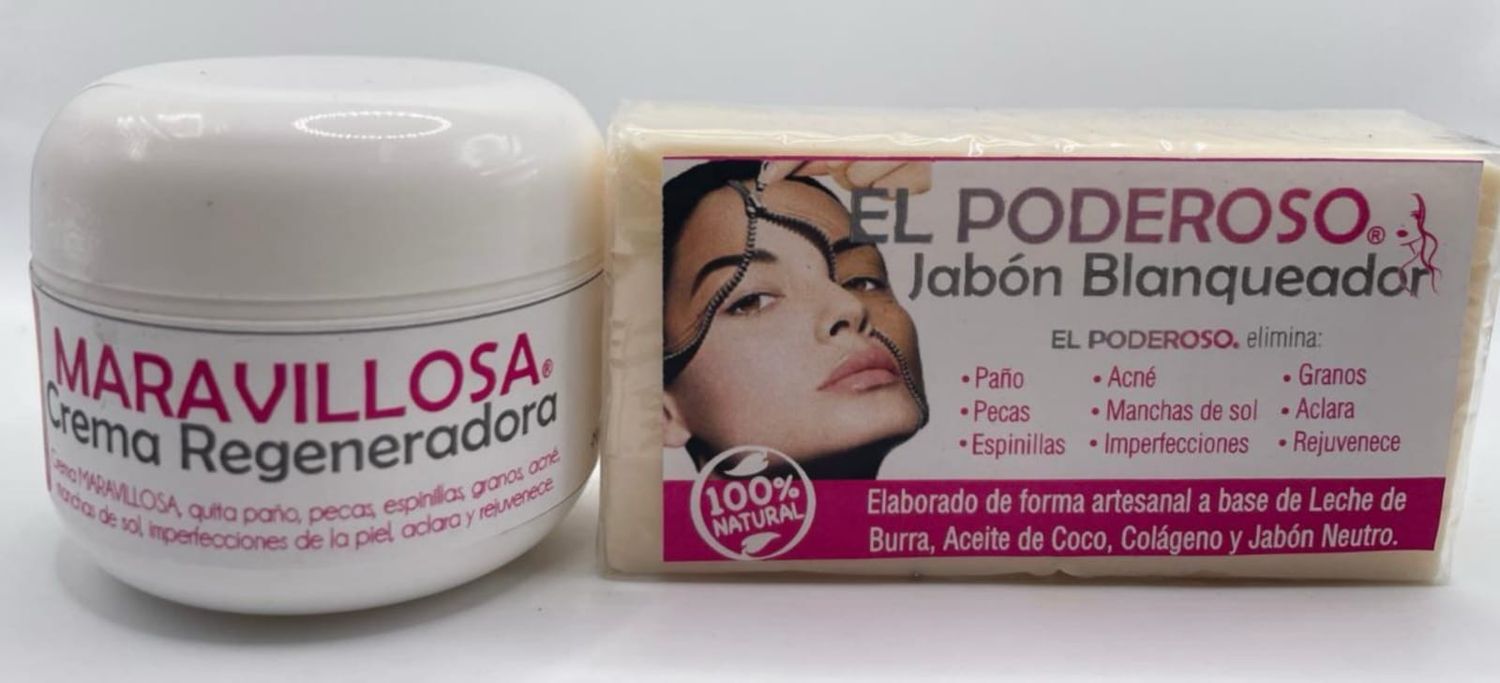 MARAVILLOSA®
Crema Regeneradora
Crema MARAVILLOSA, quita paño, pecas, espinillas, granos, acné,
manchas de sol, imperfecciones de la piel, aclara y rejuvenece.
EL PODEROSO®
Jabón Blanqueador
EL PODEROSO® elimina:
• Paño
• Pecas
• Espinillas
• Acné
• Manchas de sol
• Imperfecciones
• Granos
• Aclara
• Rejuvenece
100%
NATURAL
Elaborado de forma artesanal a base de Leche de
Burra, Aceite de Coco, Colágeno y Jabón Neutro.